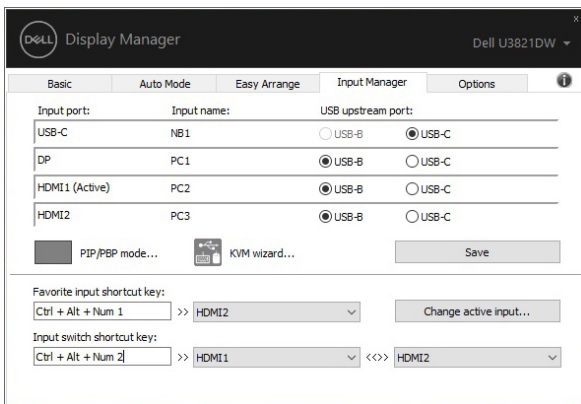 DELL Display Manager
x
Dell U3821DW
Basic Auto Mode Easy Arrange Input Manager Options i
Input port: Input name: USB upstream port:
USB-C NB1 USB-B USB-C
DP PC1 USB-B USB-C
HDMI1 (Active) PC2 USB-B USB-C
HDMI2 PC3 USB-B USB-C
PIP/PBP mode... KVM wizard... Save
Favorite input shortcut key:
Ctrl + Alt + Num 1 >> HDMI2 Change active input...
Input switch shortcut key:
Ctrl + Alt + Num 2 >> HDMI1 <<>> HDMI2